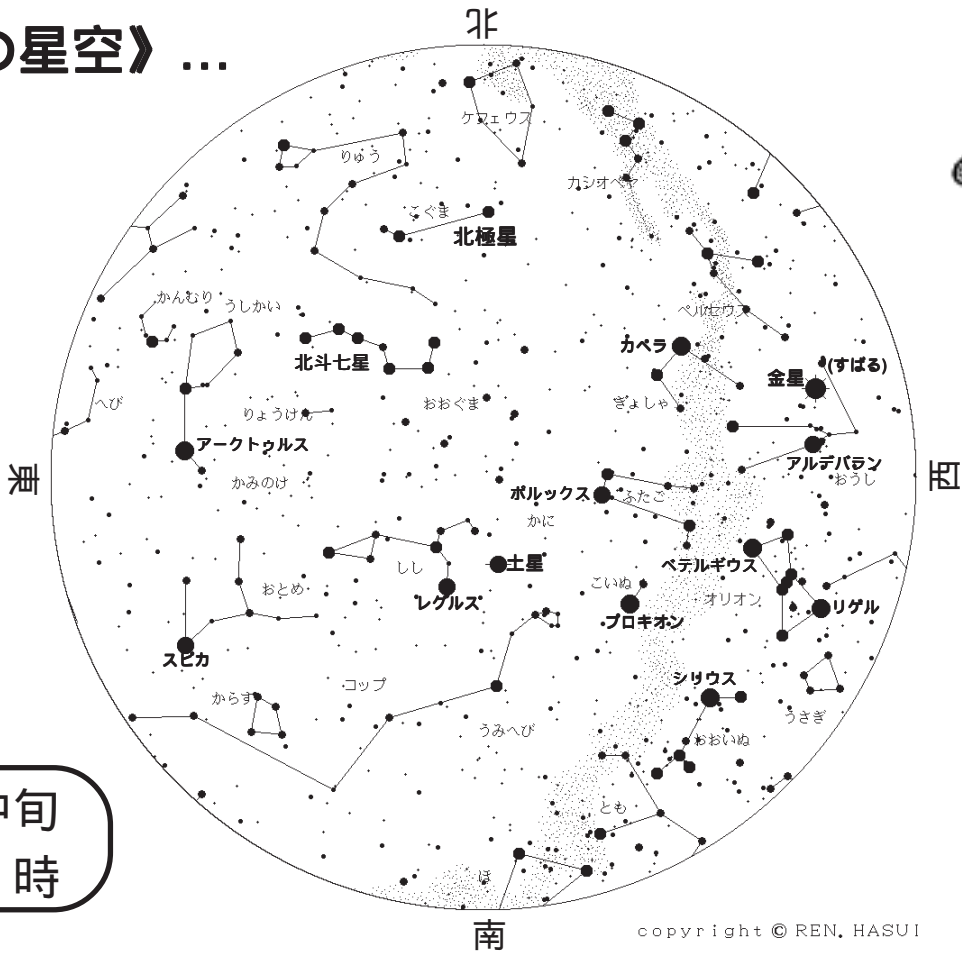 の星空》…
北
ケフェウス
りゅう
カシオペヤ
こぐま
北極星
かんむり
うしかい
ペルセウス
カペラ
北斗七星
(すばる)
金星
へび
りょうけん
おおぐま
ぎょしゃ
アークトゥルス
アルデバラン
おうし
東
西
かみのけ
ポルックス
ふたご
かに
しし
土星
ベテルギウス
おとめ
レグルス
こいぬ
オリオン
リゲル
プロキオン
スピカ
シリウス
からす
コップ
うさぎ
うみへび
おおいぬ
とも
中旬
時
ほ
南
copyright © REN. HASUI